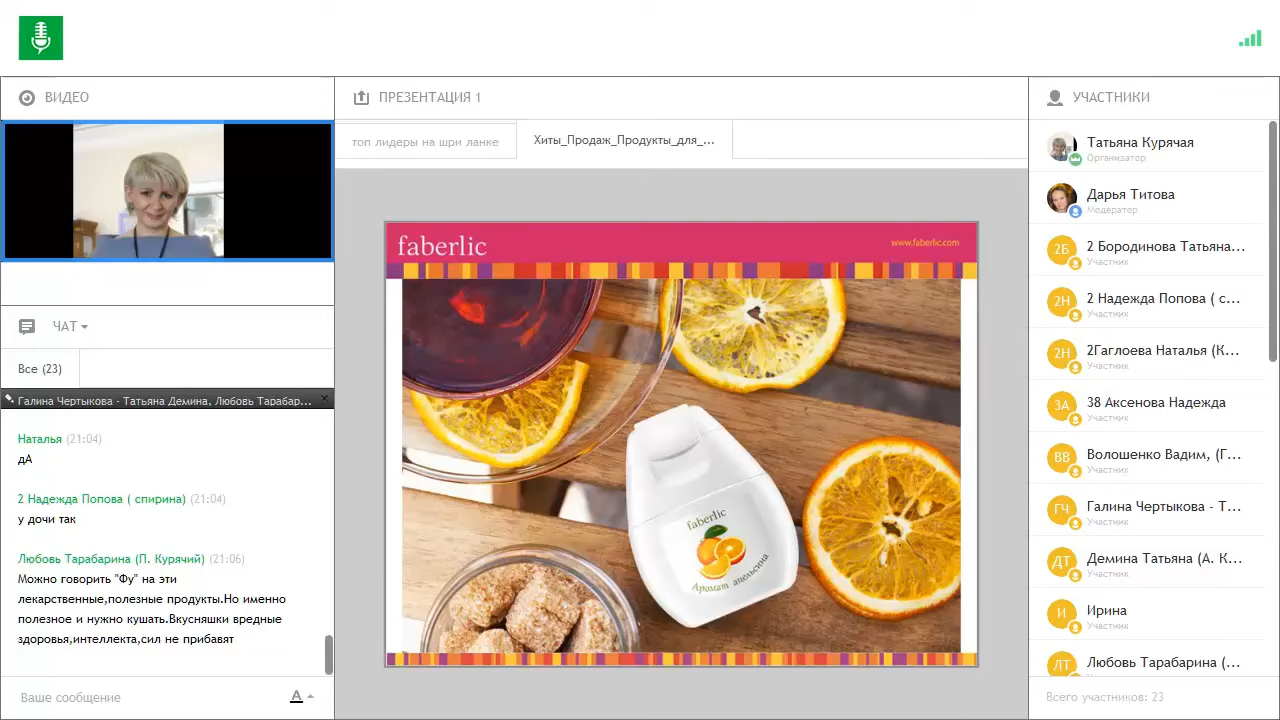 ВИДЕО
ПРЕЗЕНТАЦИЯ 1
УЧАСТНИКИ
топ лидеры на шри ланке
Хиты_Продаж_Продукты_для_...
faberlic
www.faberlic.com
faberlic
Аромат апельсина
ЧАТ
Все (23)
Галина Чертыкова - Татьяна Демина, Любовь Тарабар...
Наталья (21:04)
дА
2 Надежда Попова ( спирина) (21:04)
у дочи так
Любовь Тарабарина (П. Курячий) (21:06)
Можно говорить "Фу" на эти
лекарственные,полезные продукты.Но именно
полезное и нужно кушать.Вкусняшки вредные
здоровья,интеллекта,сил не прибавят
Ваше сообщение
A
Татьяна Курячая
Организатор
Дарья Титова
Модератор
2Б
2 Бородинова Татьяна...
Участник
2Н
2 Надежда Попова ( с...
Участник
2Н
2Гаглоева Наталья (К...
Участник
3А
38 Аксенова Надежда
Участник
ВВ
Волошенко Вадим, (Г...
Участник
ГЧ
Галина Чертыкова - Т...
Участник
ДТ
Демина Татьяна (А. К...
Участник
И
Ирина
Участник
ЛТ
Любовь Тарабарина (...
Всего участников: 23